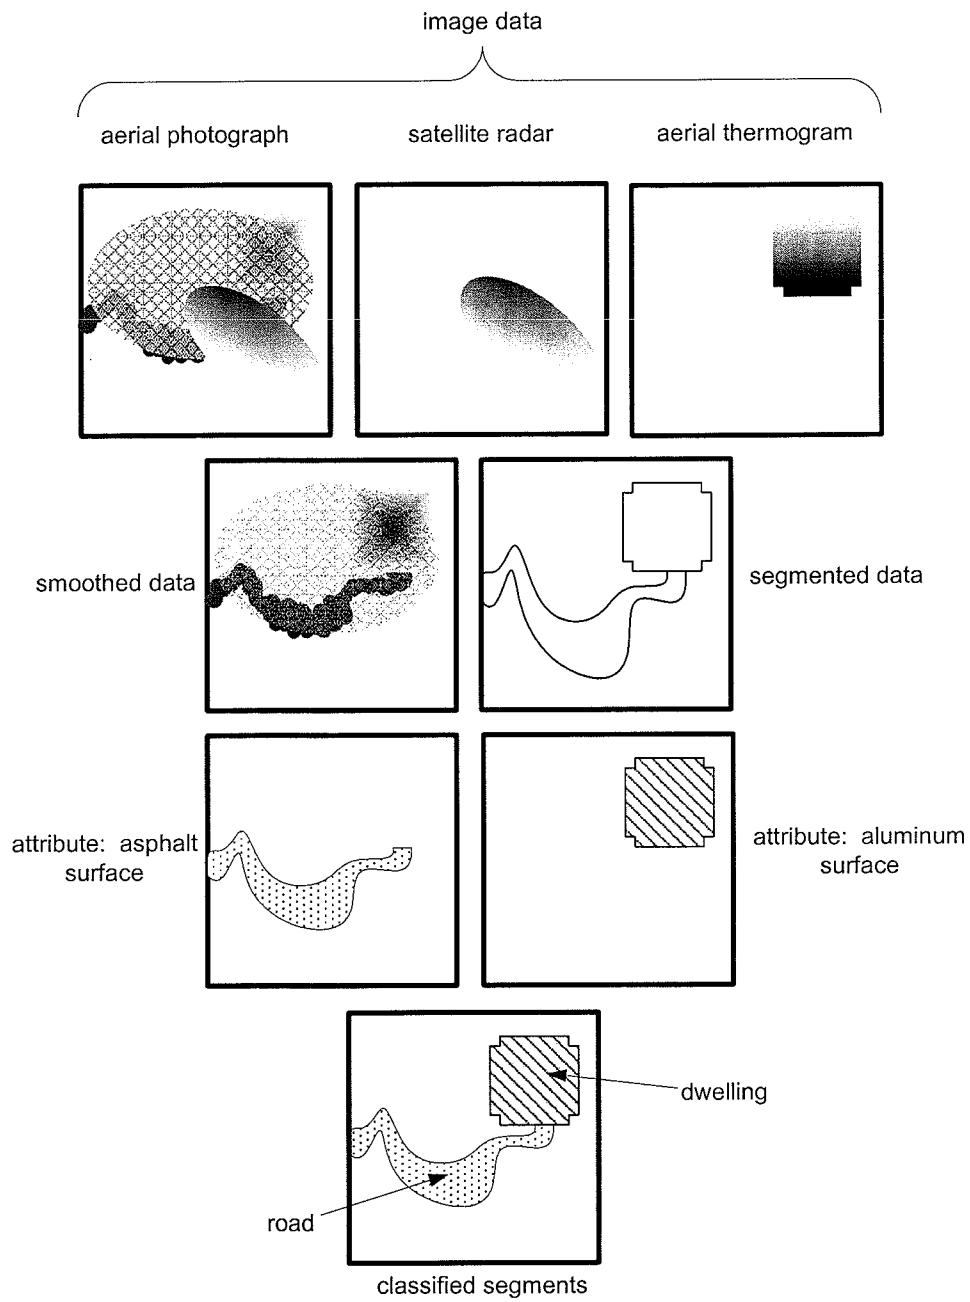 image data
aerial photograph
satellite radar
aerial thermogram
smoothed data
segmented data
attribute: asphalt
surface
attribute: aluminum
surface
dwelling
road
classified segments